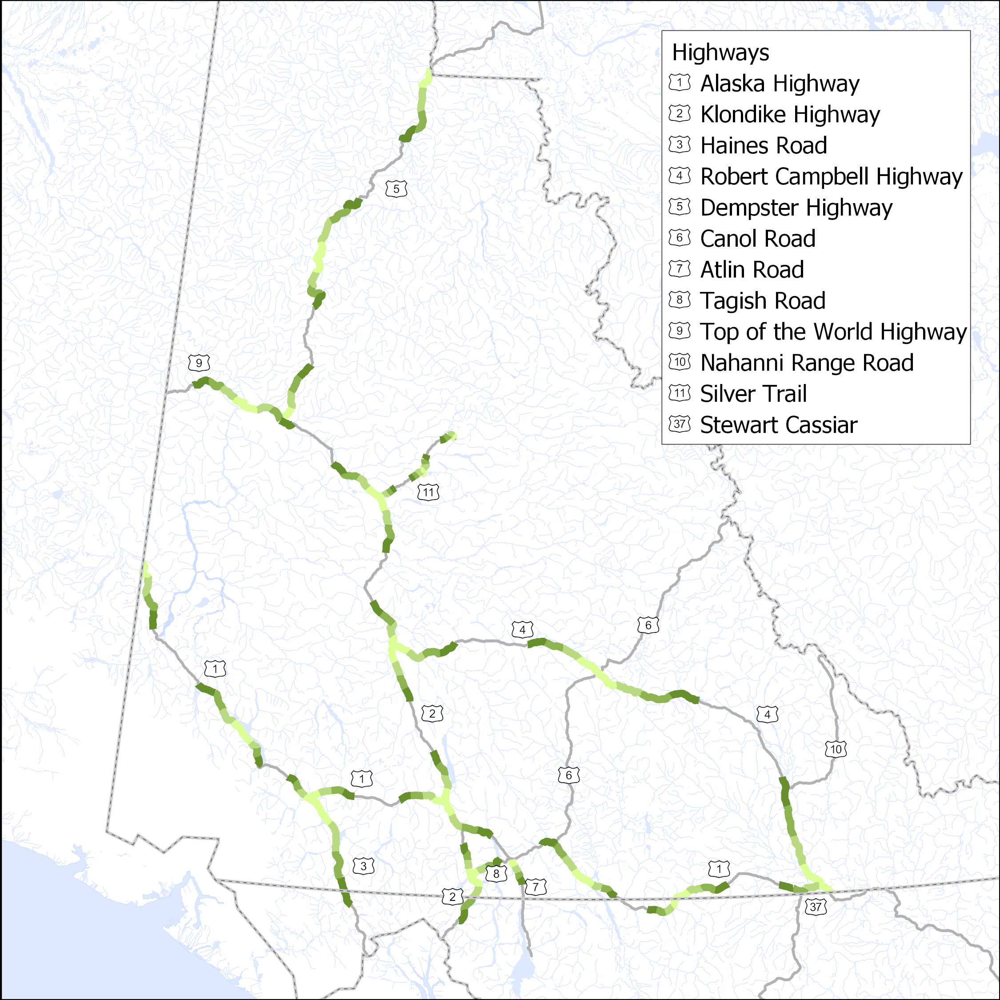 Highways
1 Alaska Highway
2 Klondike Highway
3 Haines Road
4 Robert Campbell Highway
5 Dempster Highway
6 Canol Road
7 Atlin Road
8 Tagish Road
9 Top of the World Highway
10 Nahanni Range Road
11 Silver Trail
37 Stewart Cassiar
5
9
11
4
6
1
2
4
10
6
1
3
8
1
7
2
37